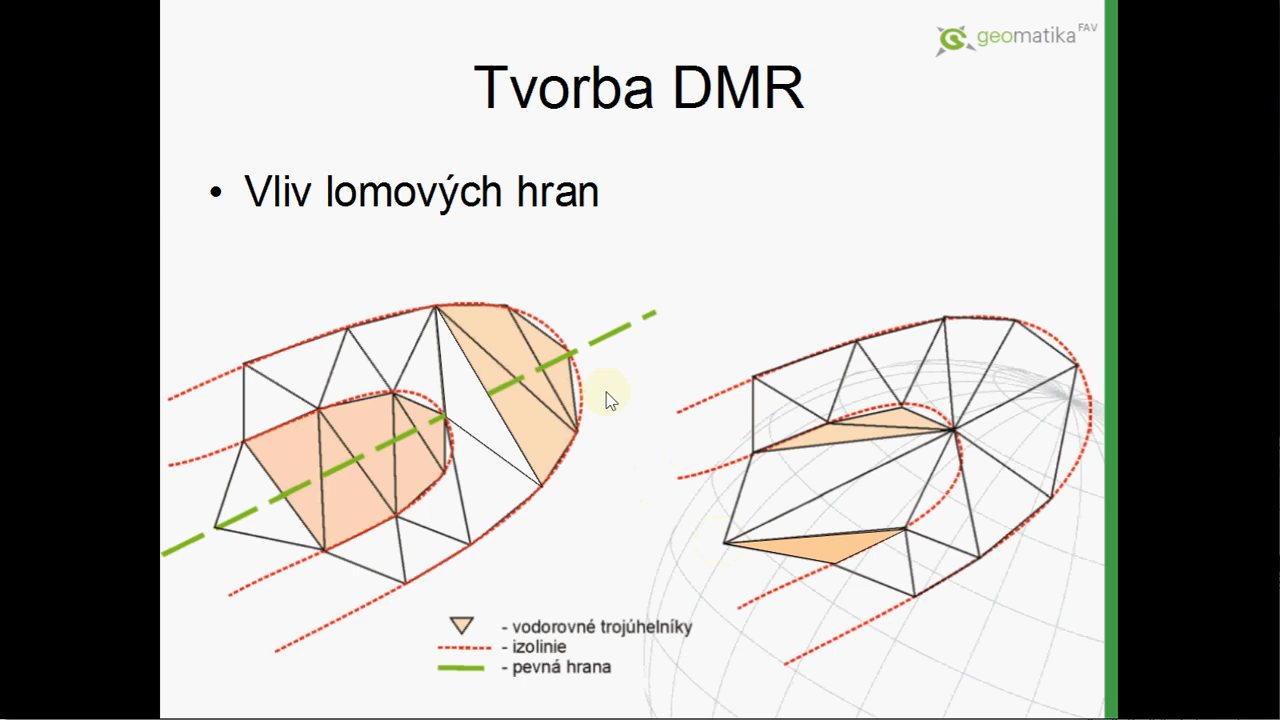 geomatika FAV
Tvorba DMR
• Vliv lomových hran
- vodorovné trojúhelníky
- izolinie
- pevná hrana